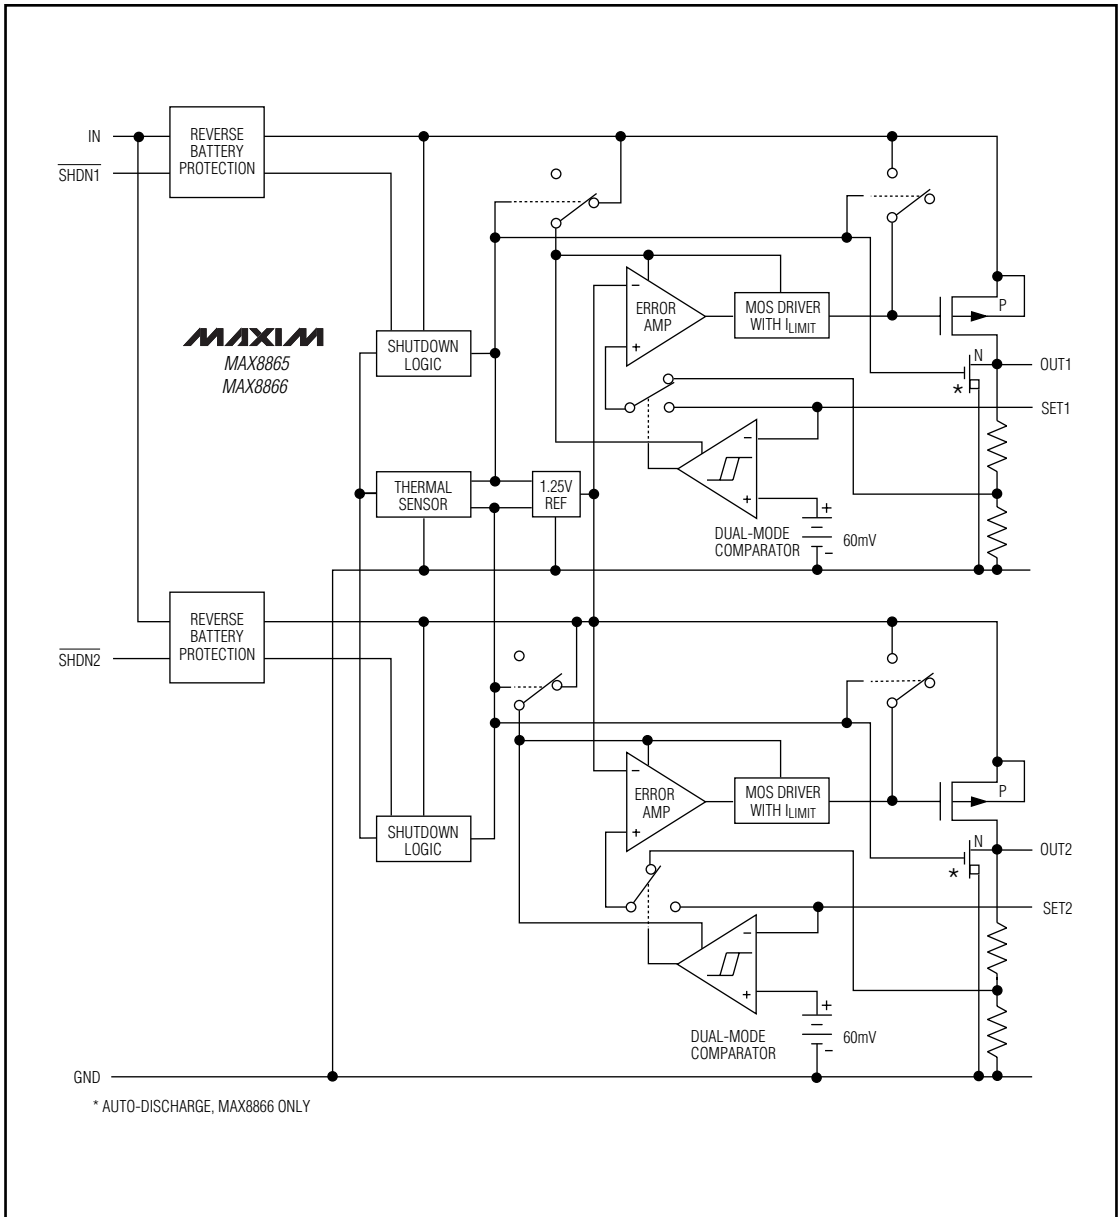 IN
SHDN1
REVERSE
BATTERY
PROTECTION
MAXIM
MAX8865
MAX8866
SHUTDOWN
LOGIC
−
ERROR
AMP
+
MOS DRIVER
WITH ILIMIT
P
N
*
OUT1
SET1
−
+
THERMAL
SENSOR
1.25V
REF
DUAL-MODE
COMPARATOR
+
60mV
−
SHDN2
REVERSE
BATTERY
PROTECTION
SHUTDOWN
LOGIC
−
ERROR
AMP
+
MOS DRIVER
WITH ILIMIT
P
N
*
OUT2
SET2
−
+
DUAL-MODE
COMPARATOR
+
60mV
−
GND
* AUTO-DISCHARGE, MAX8866 ONLY